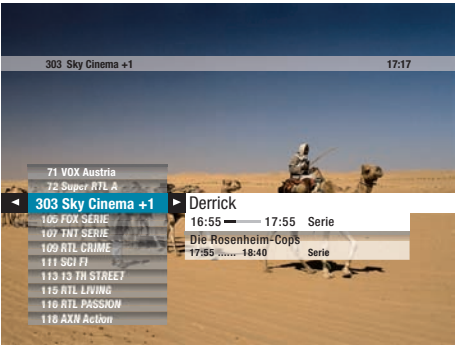 303 Sky Cinema +1 17:17
71 VOX Austria
72 Super RTL A
303 Sky Cinema +1 Derrick
16:55 17:55 Serie
106 FOX SERIE
107 TNT SERIE
Die Rosenheim-Cops
109 RTL CRIME
17:55 ...... 18:40 Serie
111 SCI FI
113 13 TH STREET
115 RTL LIVING
116 RTL PASSION
118 AXN Action